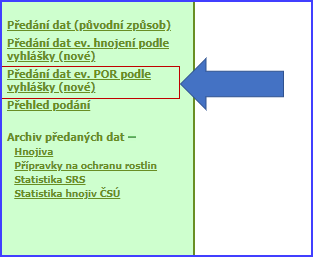 Předání dat (původní způsob)
Předání dat ev. hnojení podle
vyhlášky (nové)
Předání dat ev. POR podle
vyhlášky (nové)
Přehled podání
Archiv předaných dat –
Hnojiva
Přípravky na ochranu rostlin
Statistika SRS
Statistika hnojiv ČSÚ